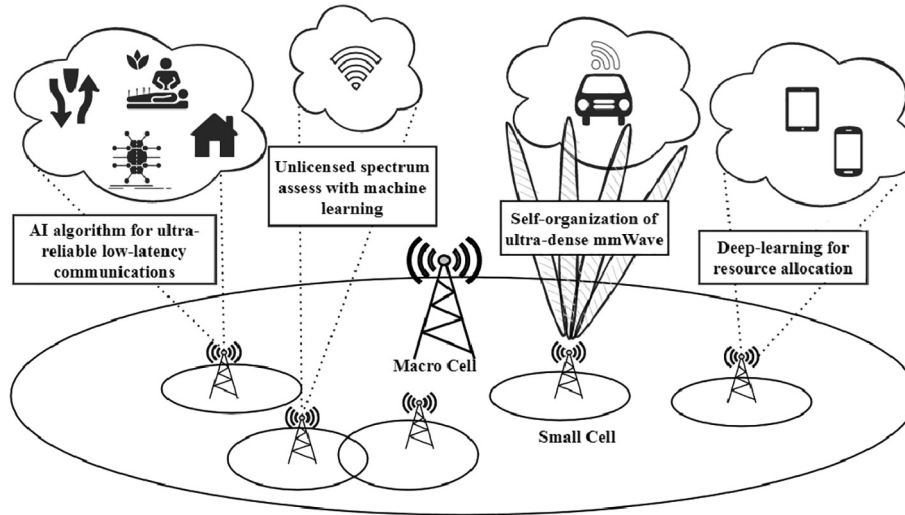 Unlicensed spectrum
assess with machine
learning
AI algorithm for ultra-
reliable low-latency
communications
Self-organization of
ultra-dense mmWave
Deep-learning for
resource allocation
Macro Cell
Small Cell